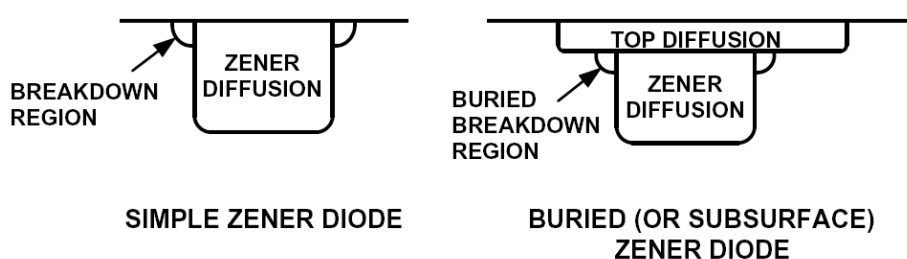 ZENER
DIFFUSION
BREAKDOWN
REGION
SIMPLE ZENER DIODE
TOP DIFFUSION
ZENER
DIFFUSION
BURIED
BREAKDOWN
REGION
BURIED (OR SUBSURFACE)
ZENER DIODE